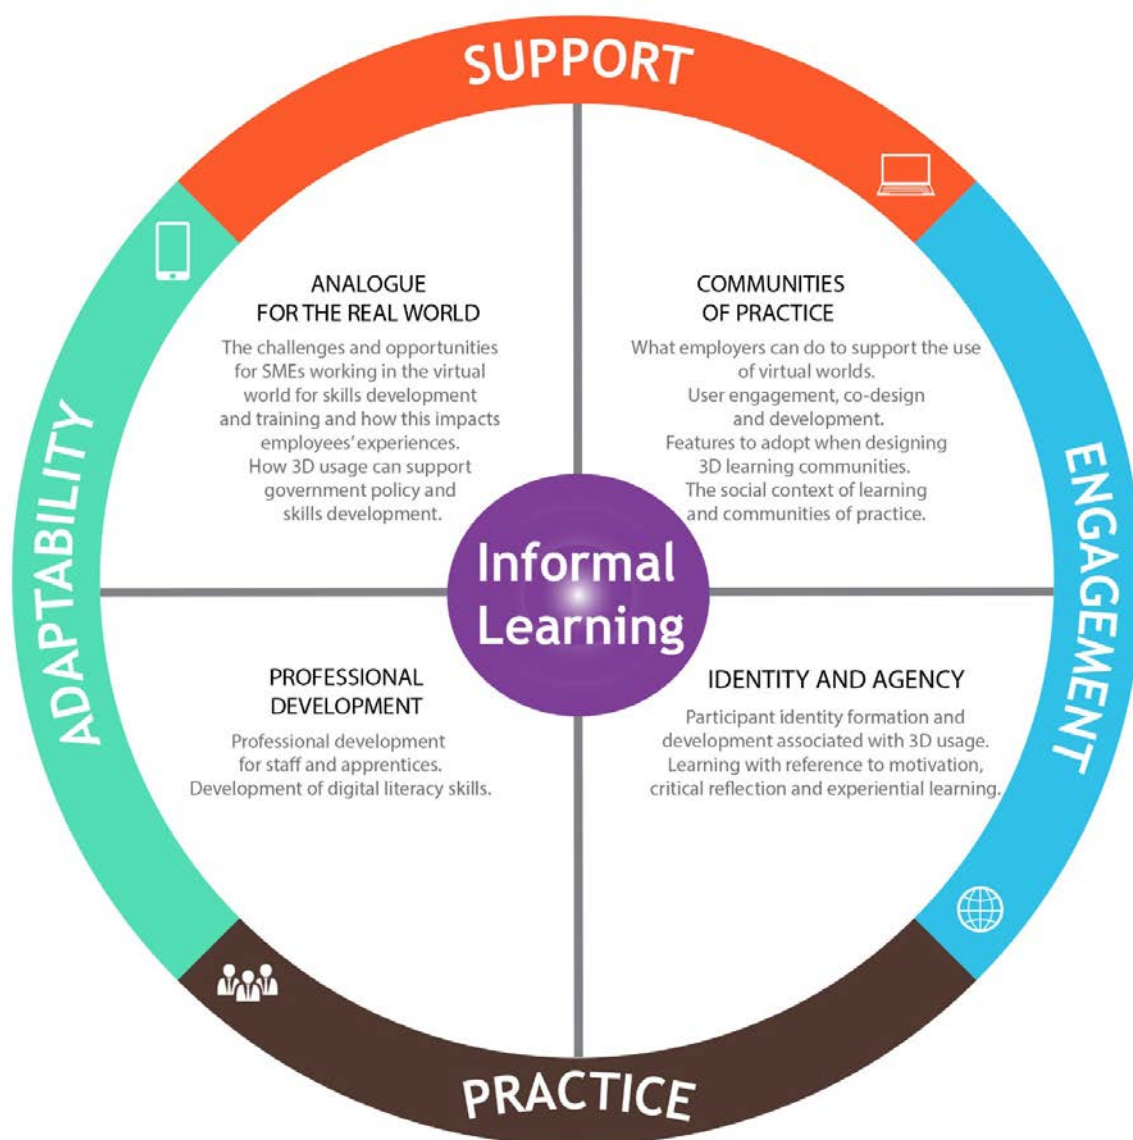 SUPPORT
ANALOGUE
FOR THE REAL WORLD
The challenges and opportunities
for SMEs working in the virtual
world for skills development
and training and how this impacts
employees’ experiences.
How 3D usage can support
government policy and
skills development.
COMMUNITIES
OF PRACTICE
What employers can do to support the use
of virtual worlds.
User engagement, co-design
and development.
Features to adopt when designing
3D learning communities.
The social context of learning
and communities of practice.
ADAPTABILITY
Informal
Learning
ENGAGEMENT
PROFESSIONAL
DEVELOPMENT
Professional development
for staff and apprentices.
Development of digital literacy skills.
IDENTITY AND AGENCY
Participant identity formation and
development associated with 3D usage.
Learning with reference to motivation,
critical reflection and experiential learning.
PRACTICE